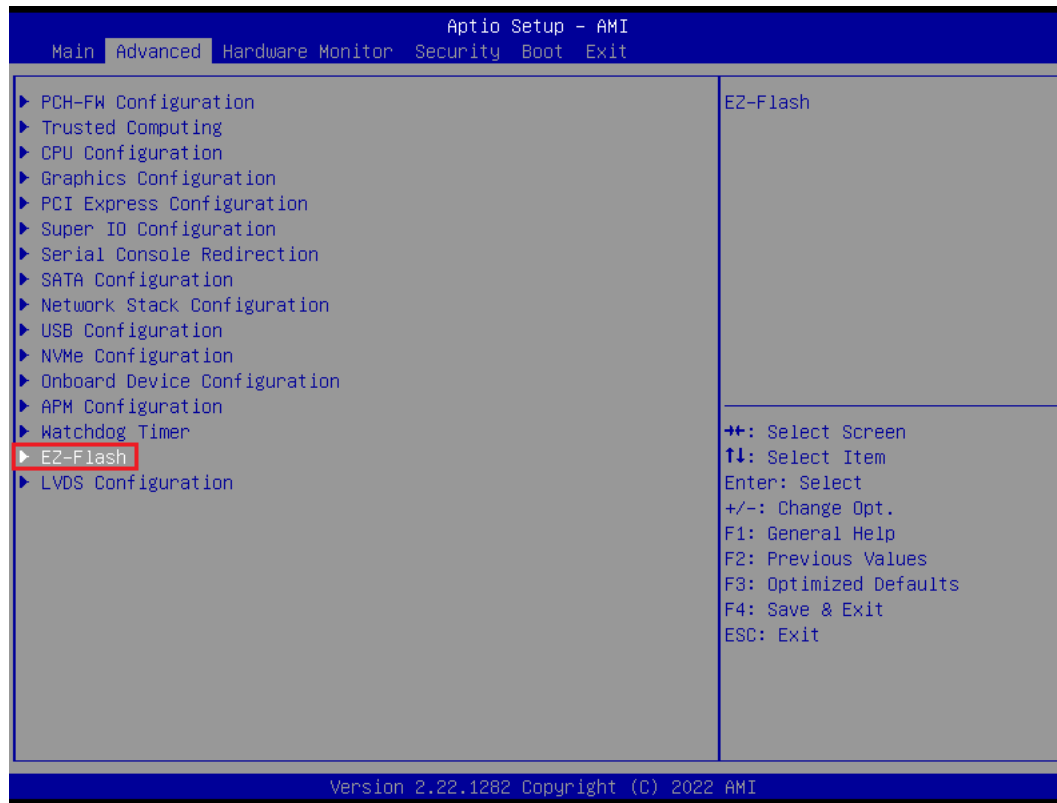 Aptio Setup – AMI
Main Advanced Hardware Monitor Security Boot Exit
▶ PCH-FW Configuration
▶ Trusted Computing
▶ CPU Configuration
▶ Graphics Configuration
▶ PCI Express Configuration
▶ Super IO Configuration
▶ Serial Console Redirection
▶ SATA Configuration
▶ Network Stack Configuration
▶ USB Configuration
▶ NVMe Configuration
▶ Onboard Device Configuration
▶ APM Configuration
▶ Watchdog Timer
▶ EZ-Flash
▶ LVDS Configuration
EZ-Flash
→←: Select Screen
↑↓: Select Item
Enter: Select
+/-: Change Opt.
F1: General Help
F2: Previous Values
F3: Optimized Defaults
F4: Save & Exit
ESC: Exit
Version 2.22.1282 Copyright (C) 2022 AMI